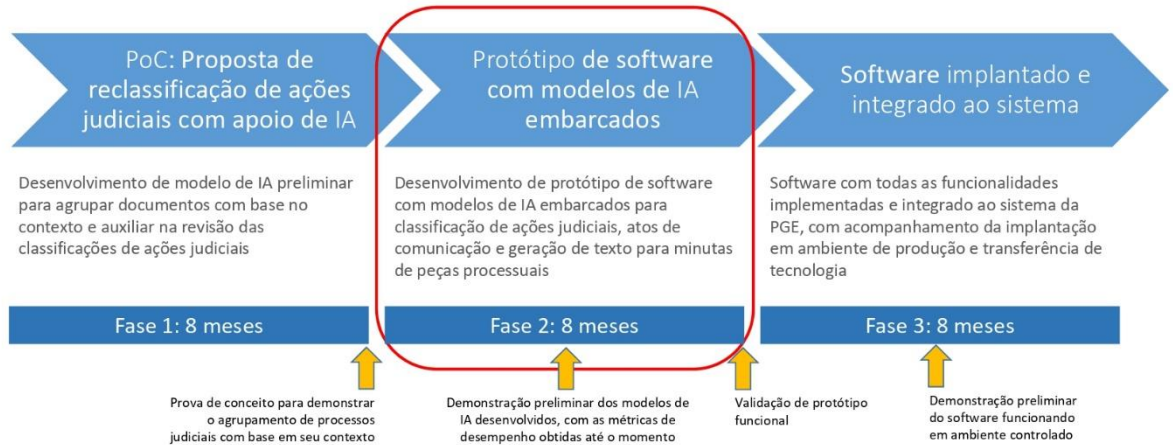 PoC: Proposta de
reclassificação de ações
judiciais com apoio de IA
Protótipo de software
com modelos de IA
embarcados
Software implantado e
integrado ao sistema
Desenvolvimento de modelo de IA preliminar
para agrupar documentos com base no
contexto e auxiliar na revisão das
classificações de ações judiciais
Desenvolvimento de protótipo de software
com modelos de IA embarcados para
classificação de ações judiciais, atos de
comunicação e geração de texto para minutas
de peças processuais
Software com todas as funcionalidades
implementadas e integrado ao sistema da
PGE, com acompanhamento da implantação
em ambiente de produção e transferência de
tecnologia
Fase 1: 8 meses
Fase 2: 8 meses
Fase 3: 8 meses
Prova de conceito para demonstrar
o agrupamento de processos
judiciais com base em seu contexto
Demonstração preliminar dos modelos de
IA desenvolvidos, com as métricas de
desempenho obtidas até o momento
Validação de protótipo
funcional
Demonstração preliminar
do software funcionando
em ambiente controlado